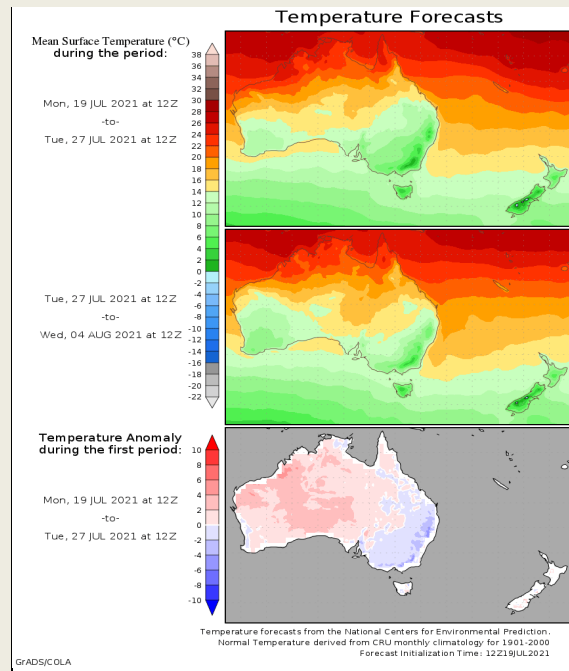 Temperature Forecasts
Mean Surface Temperature (°C)
during the period:
Mon, 19 JUL 2021 at 12Z
-to-
Tue, 27 JUL 2021 at 12Z
38
36
34
32
30
28
26
24
22
20
18
16
14
12
10
8
6
4
2
0
-2
-4
-6
-8
-10
-12
-14
-16
-18
-20
-22
Tue, 27 JUL 2021 at 12Z
-to-
Wed, 04 AUG 2021 at 12Z
Temperature Anomaly
during the first period:
Mon, 19 JUL 2021 at 12Z
-to-
Tue, 27 JUL 2021 at 12Z
10
8
6
4
2
0
-2
-4
-6
-8
-10
Temperature forecasts from the National Centers for Environmental Prediction.
Normal Temperature derived from CRU monthly climatology for 1901-2000
Forecast Initialization Time: 12Z19JUL2021
GrADS/COLA